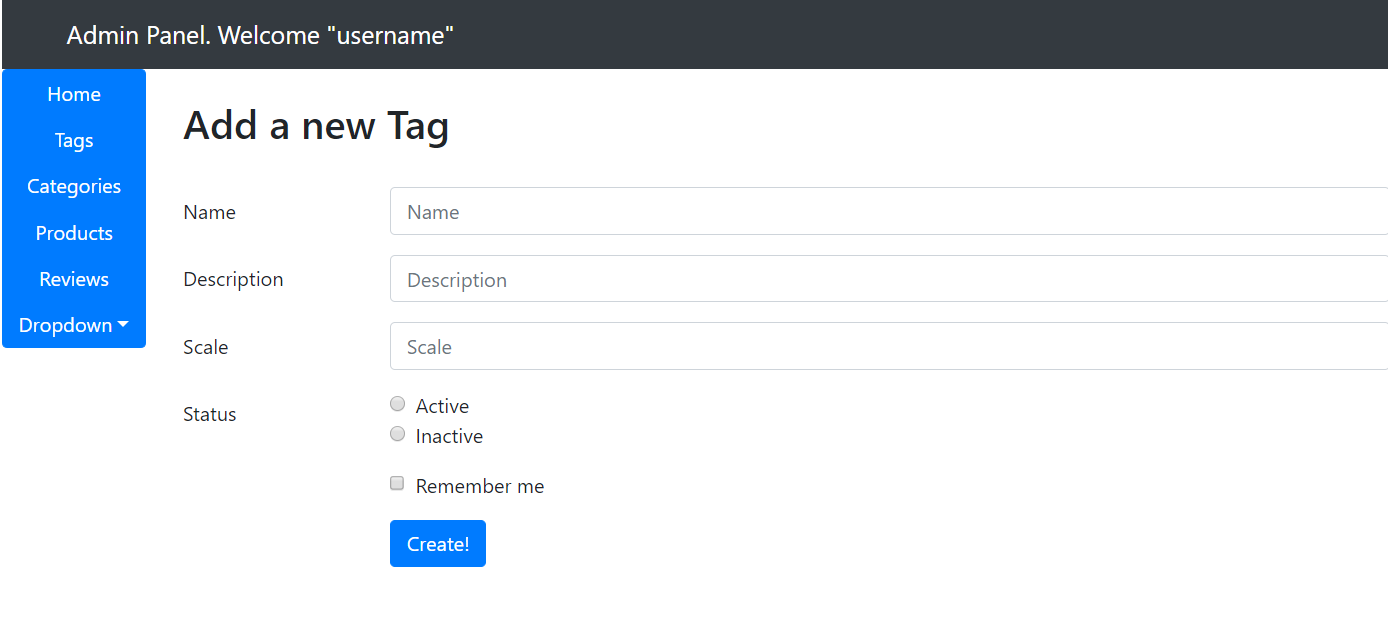 Admin Panel. Welcome "username"
Home
Tags
Categories
Products
Reviews
Dropdown
Add a new Tag
Name
Name
Description
Description
Scale
Scale
Status
Active
Inactive
Remember me
Create!